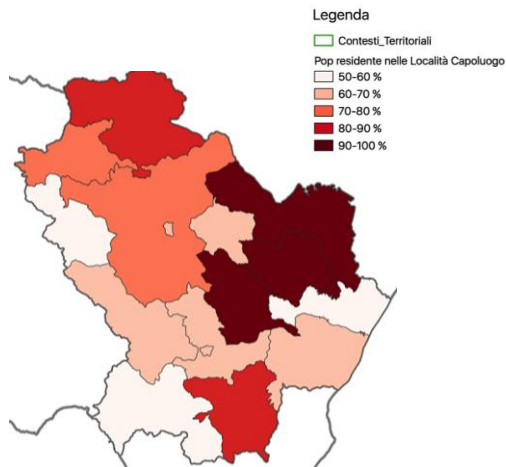 Legenda
Contesti_Territoriali
Pop residente nelle Località Capoluogo
50-60 %
60-70 %
70-80 %
80-90 %
90-100 %